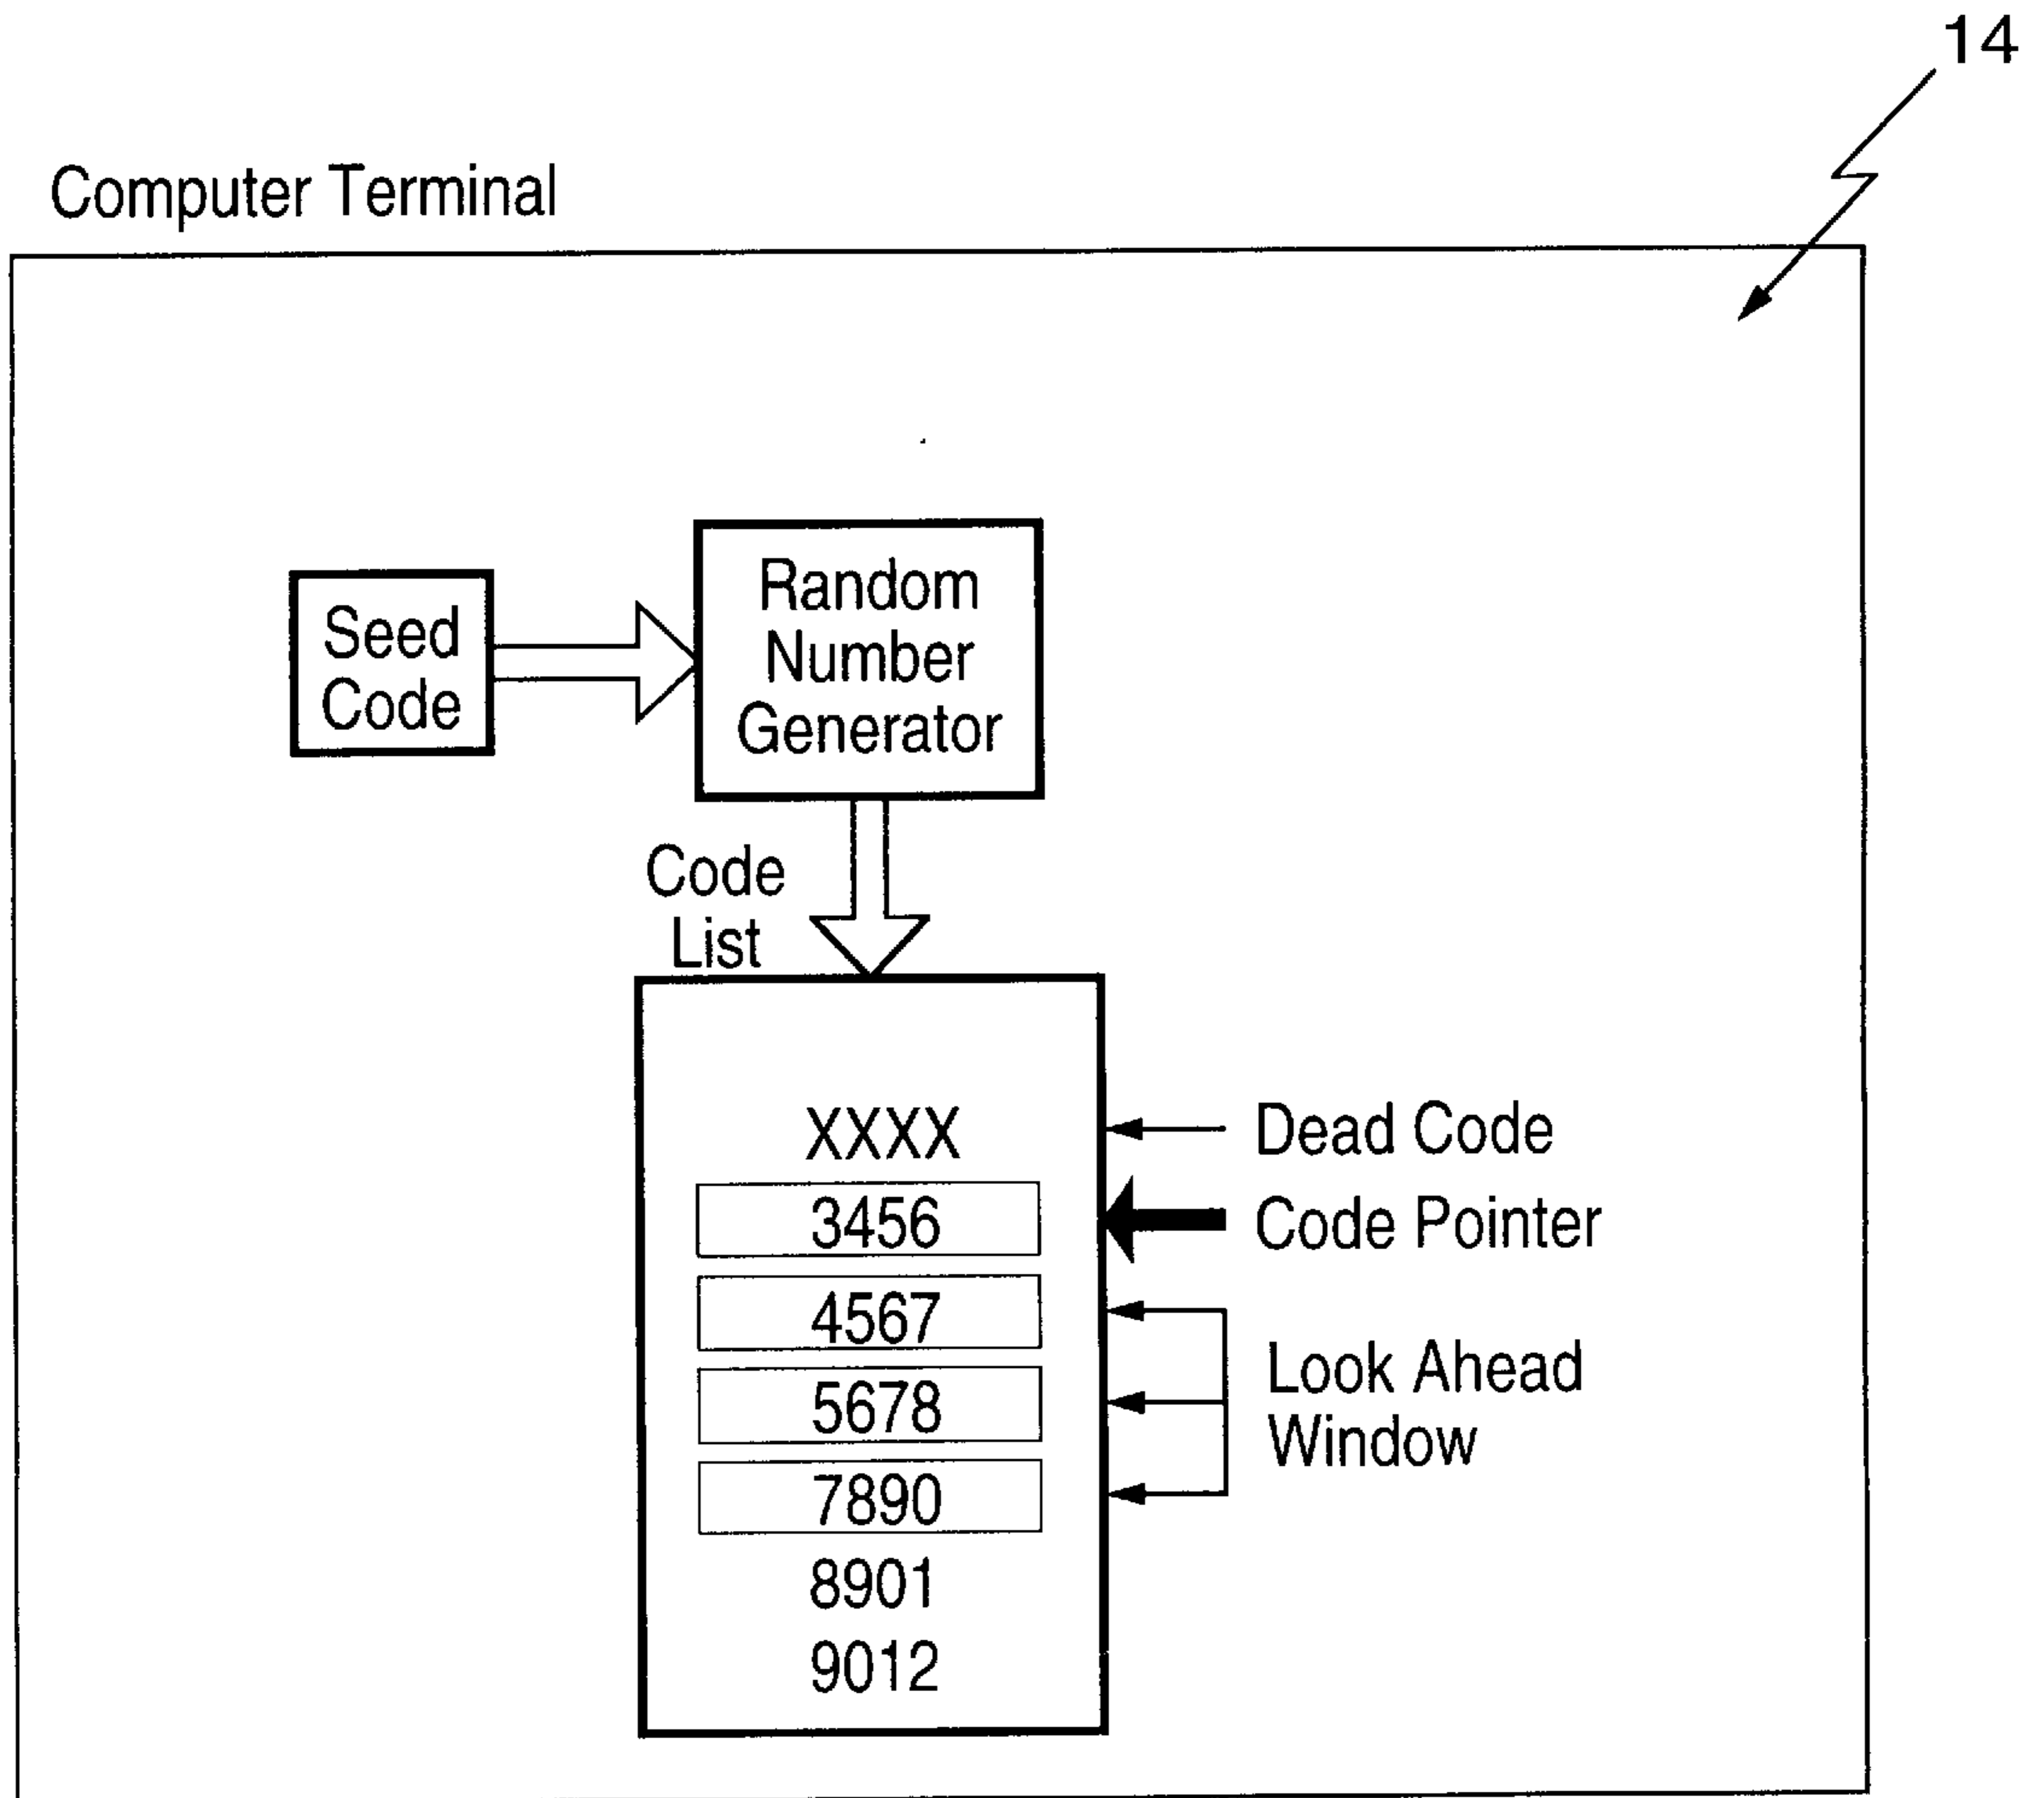 14
Computer Terminal
Seed
Code
Random
Number
Generator
Code
List
XXXX
Dead Code
3456
Code Pointer
4567
5678
7890
Look Ahead
Window
8901
9012